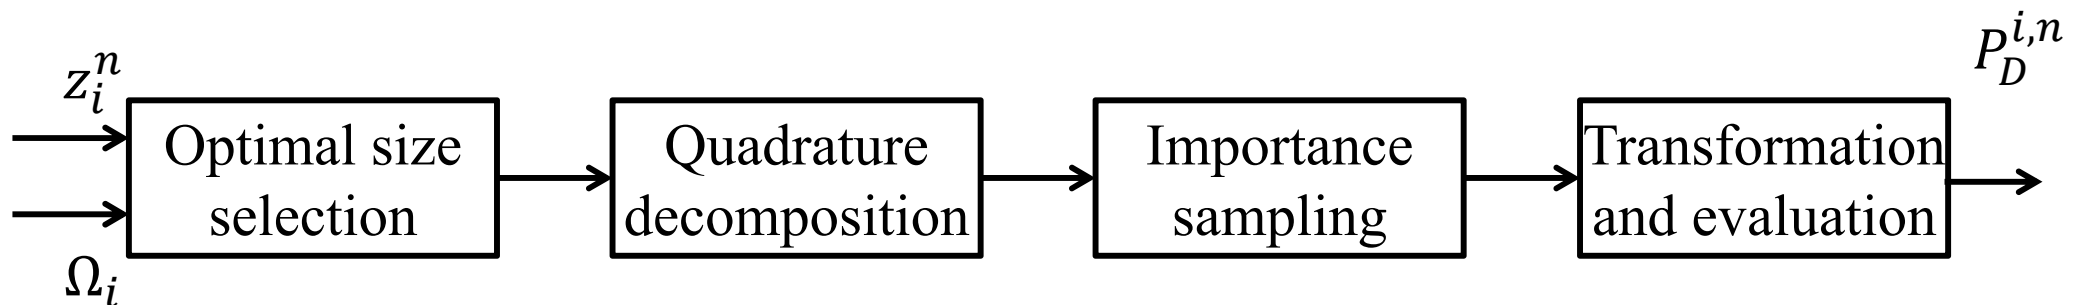 z_i^n
Ω_i
Optimal size
selection
Quadrature
decomposition
Importance
sampling
Transformation
and evaluation
P_D^{i,n}